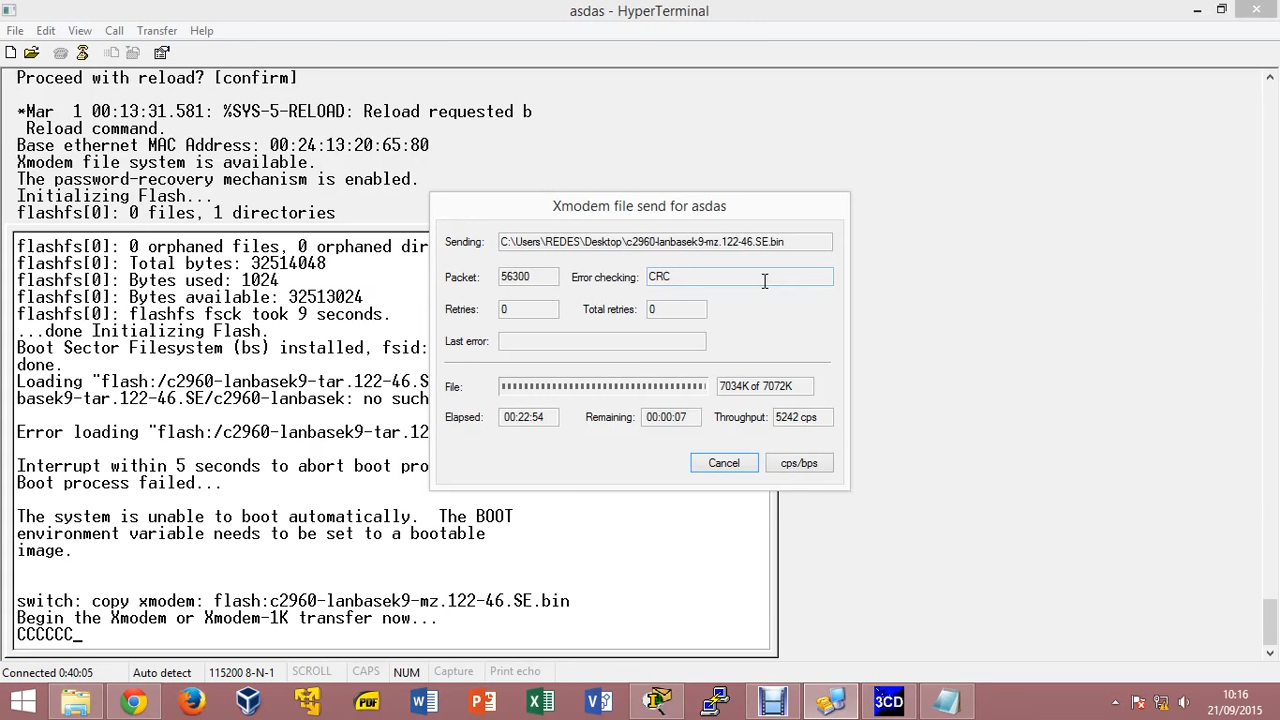 asdas - HyperTerminal
File Edit View Call Transfer Help
Proceed with reload? [confirm]
*Mar  1 00:13:31.581: %SYS-5-RELOAD: Reload requested b
Reload command.
Base ethernet MAC Address: 00:24:13:20:65:80
Xmodem file system is available.
The password-recovery mechanism is enabled.
Initializing Flash...
flashfs[0]: 0 files, 1 directories
flashfs[0]: 0 orphaned files, 0 orphan
flashfs[0]: Total bytes: 32514048
flashfs[0]: Bytes used: 1024
flashfs[0]: Bytes available: 32513024
flashfs[0]: flashfs fsck took 9 seconds.
...done Initializing Flash.
Boot Sector Filesystem (bs) installed, fsid:
done.
Loading "flash:/c2960-lanbasek9-tar.122-46.S
basek9-tar.122-46.SE/c2960-lanbasek9: no such
Error loading "flash:/c2960-lanbasek9-tar.12
Interrupt within 5 seconds to abort boot pro
Boot process failed...
The system is unable to boot automatically.  The BOOT
environment variable needs to be set to a bootable
image.
switch: copy xmodem: flash:c2960-lanbasek9-mz.122-46.SE.bin
Begin the Xmodem or Xmodem-1K transfer now...
CCCCCC_
Xmodem file send for asdas
Sending: C:\Users\REDES\Desktop\c2960-lanbasek9-mz.122-46.SE.bin
Packet: 56300 Error checking: CRC
Retries: 0 Total retries: 0
Last error:
File: 7034K of 7072K
Elapsed: 00:22:54 Remaining: 00:00:07 Throughput: 5242 cps
Cancel cps/bps
Connected 0:40:05 Auto detect 115200 8-N-1 SCROLL CAPS NUM Capture Print echo
PDF W P X V 3CD
10:16
21/09/2015